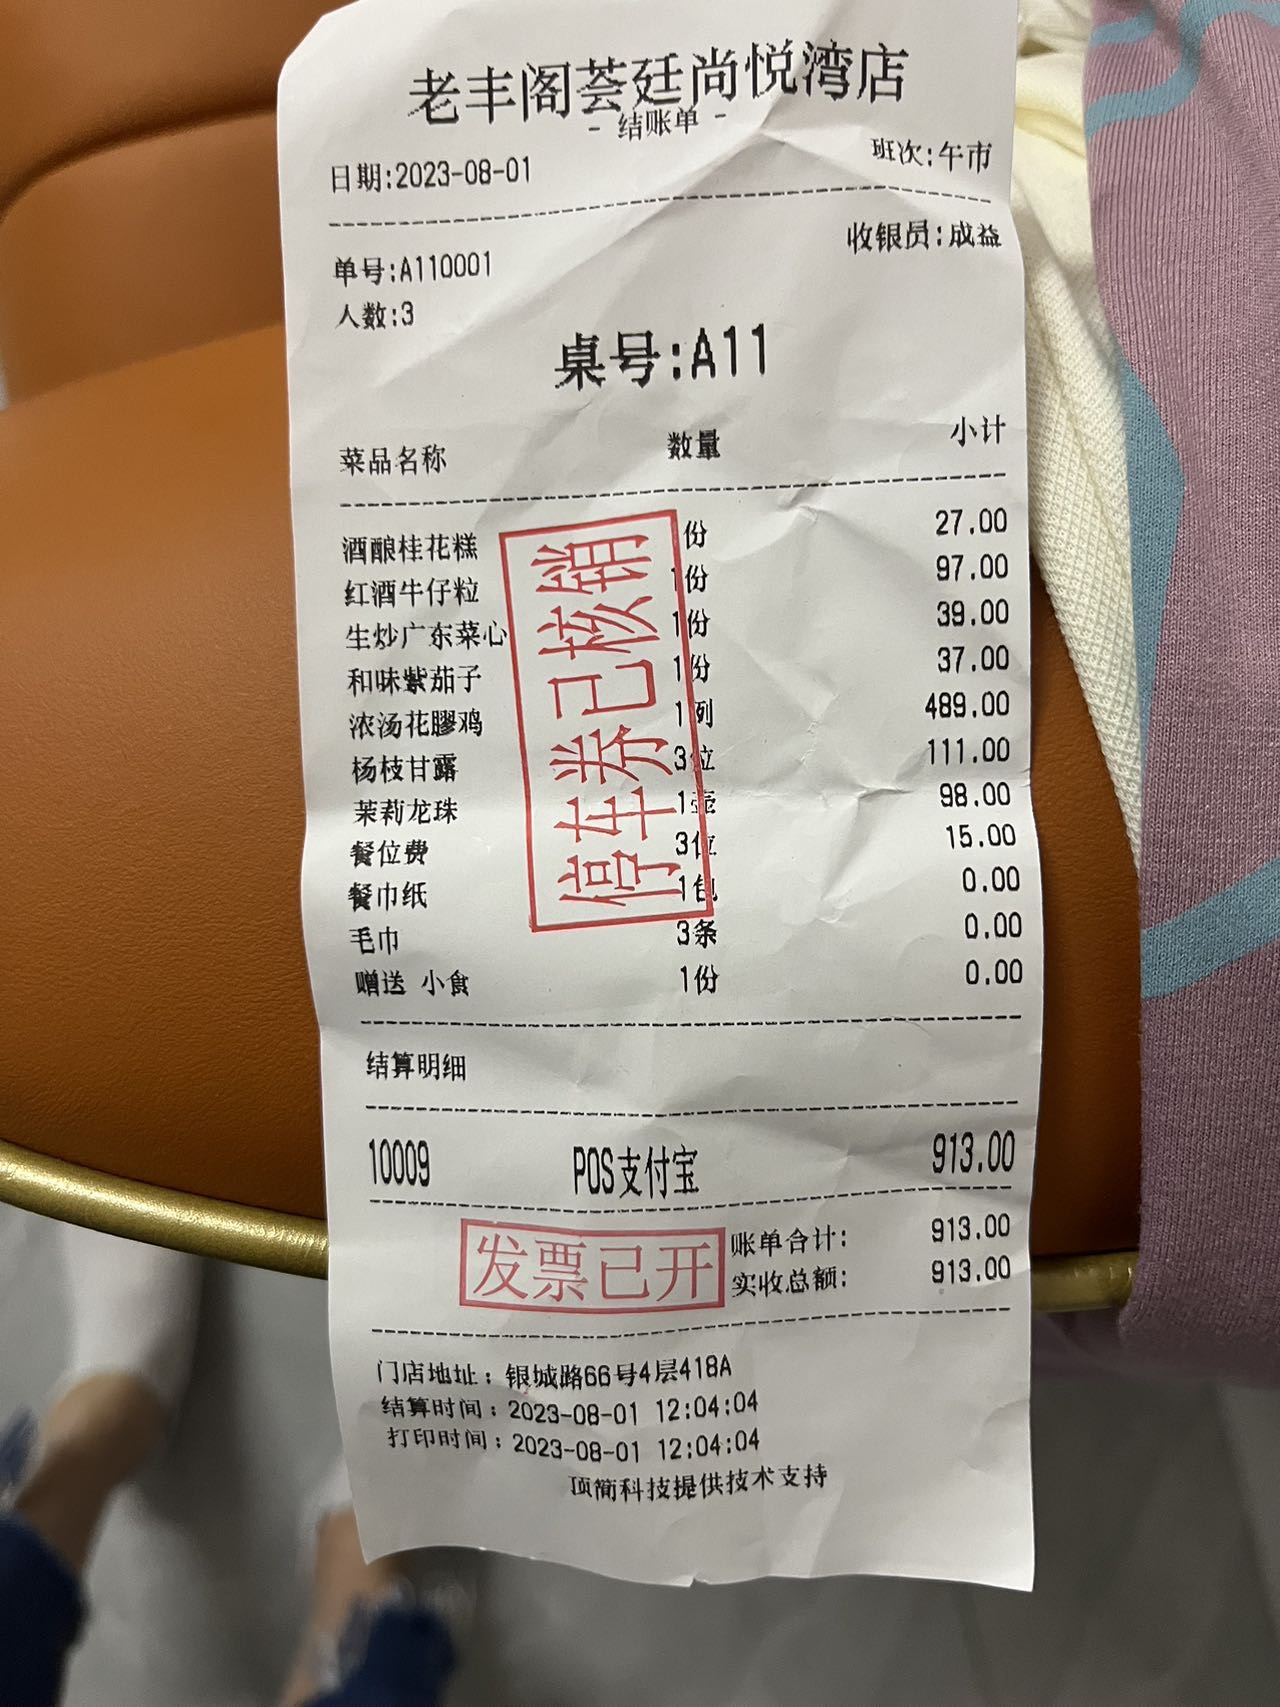 老丰阁荟廷尚悦湾店
- 结账单 -
日期:2023-08-01 班次:午市
单号:A110001 收银员:成益
人数:3
桌号:A11
菜品名称 数量 小计
酒酿桂花糕 份 27.00
红酒牛仔粒 1份 97.00
生炒广东菜心 1份 39.00
和味紫茄子 1份 37.00
浓汤花膠鸡 1例 489.00
杨枝甘露 3位 111.00
茉莉龙珠 1壶 98.00
餐位费 3位 15.00
餐巾纸 1包 0.00
毛巾 3条 0.00
赠送 小食 1份 0.00
停车券已核销
结算明细
10009 POS支付宝 913.00
账单合计: 913.00
实收总额: 913.00
发票已开
门店地址：银城路66号4层418A
结算时间：2023-08-01 12:04:04
打印时间：2023-08-01 12:04:04
顶简科技提供技术支持